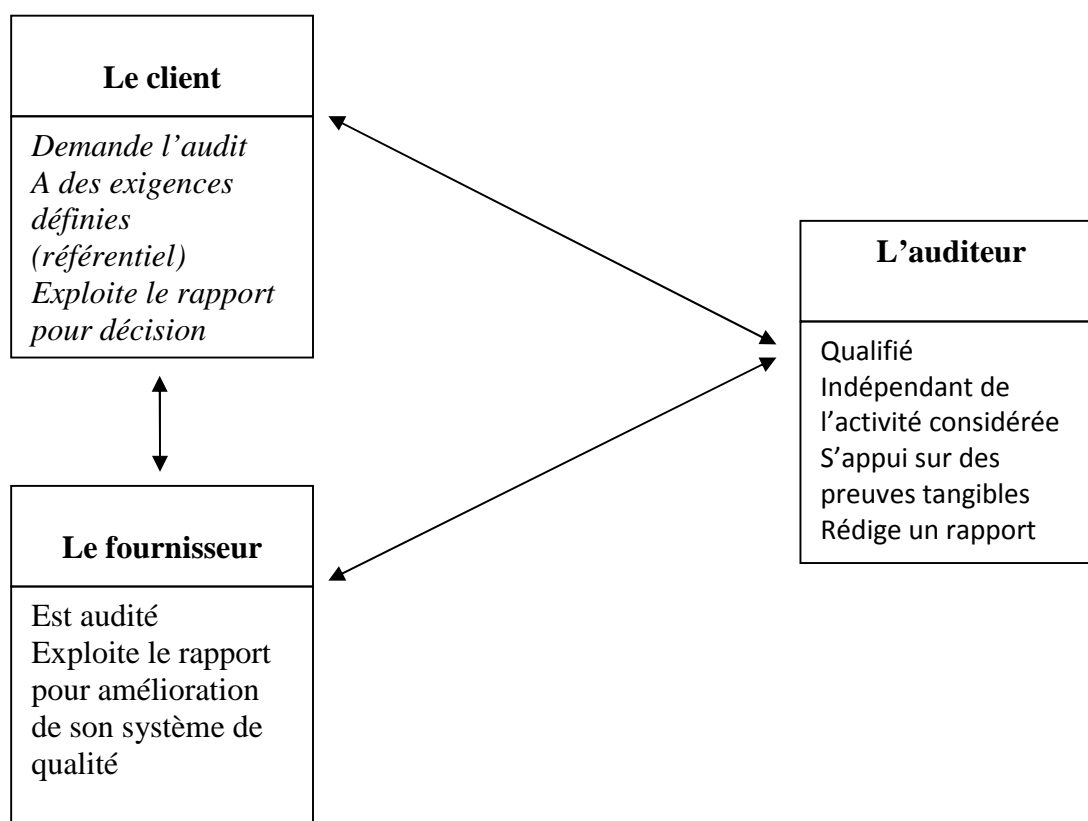 Le client
Demande l’audit
A des exigences
définies
(référentiel)
Exploite le rapport
pour décision
L’auditeur
Qualifié
Indépendant de
l’activité considérée
S’appui sur des
preuves tangibles
Rédige un rapport
Le fournisseur
Est audité
Exploite le rapport
pour amélioration
de son système de
qualité